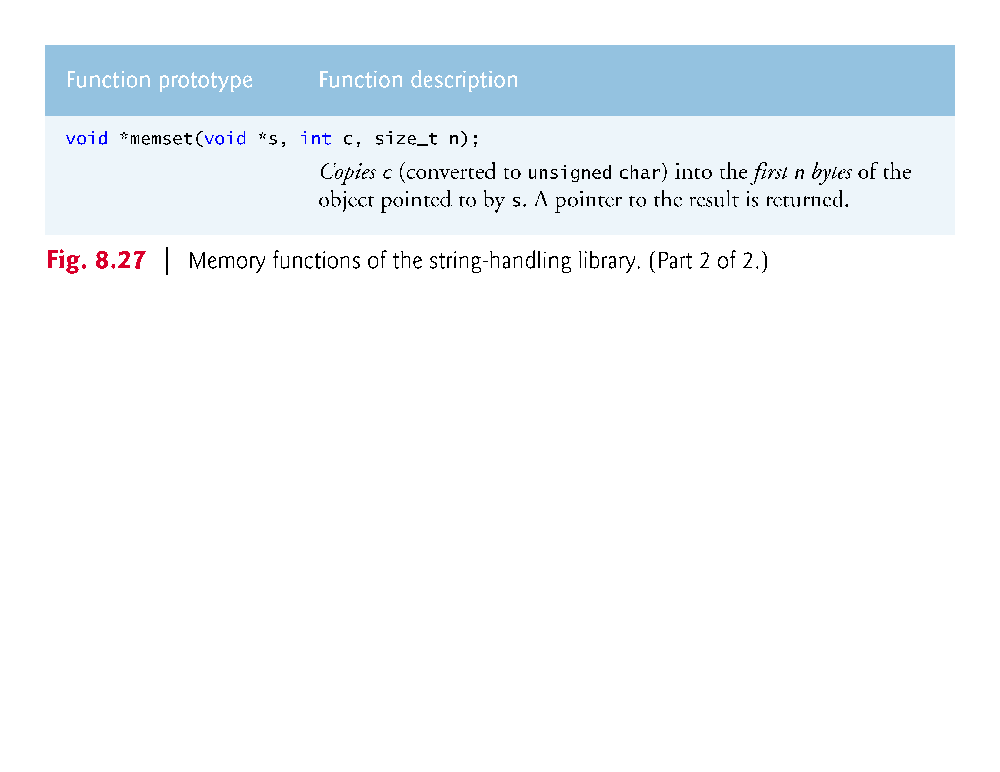 Function prototype Function description
void *memset(void *s, int c, size_t n);
Copies c (converted to unsigned char) into the first n bytes of the
object pointed to by s. A pointer to the result is returned.
Fig. 8.27 | Memory functions of the string-handling library. (Part 2 of 2.)